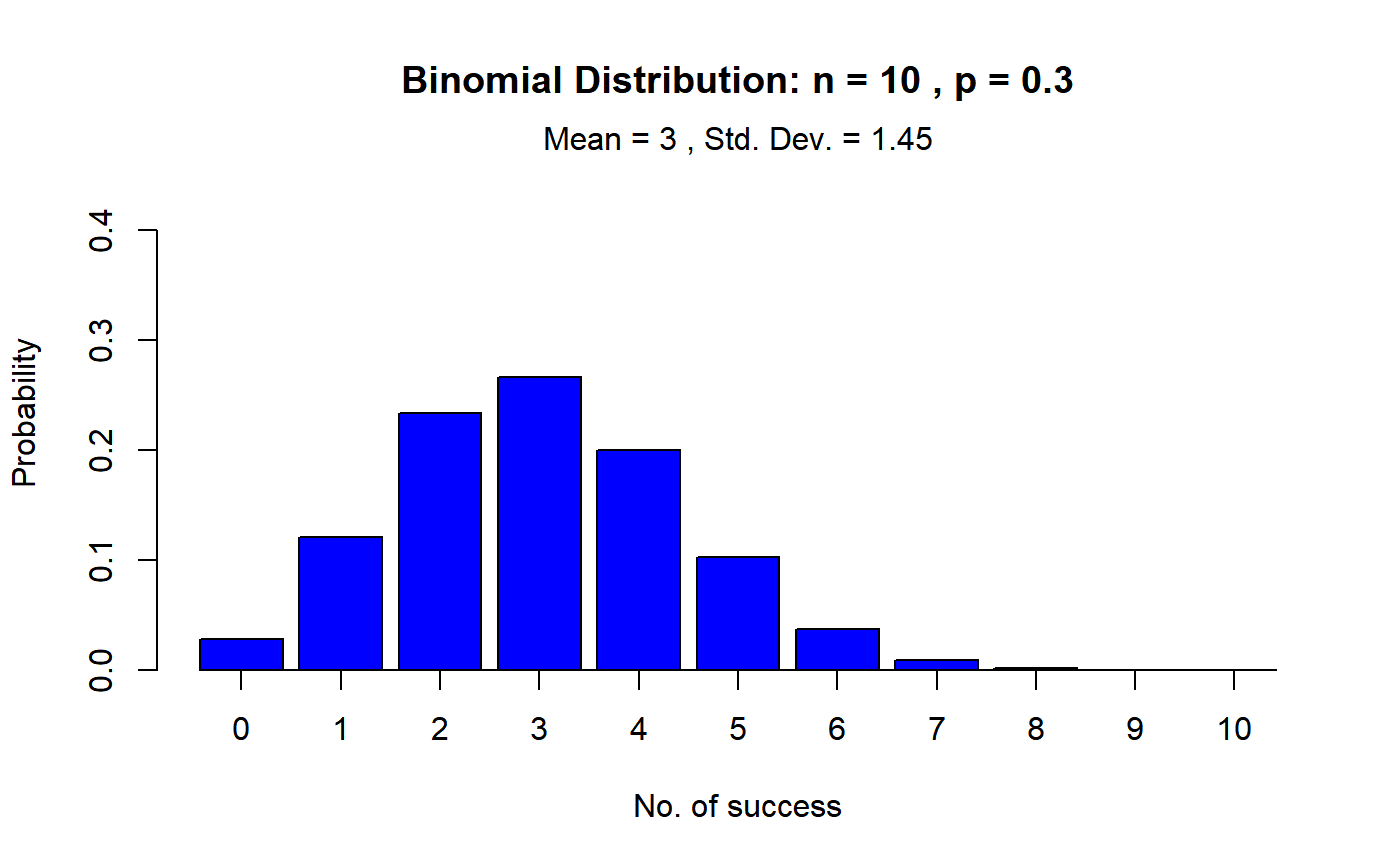 Binomial Distribution: n = 10 , p = 0.3
Mean = 3 , Std. Dev. = 1.45
Probability
0.4
0.3
0.2
0.1
0.0
0 1 2 3 4 5 6 7 8 9 10
No. of success